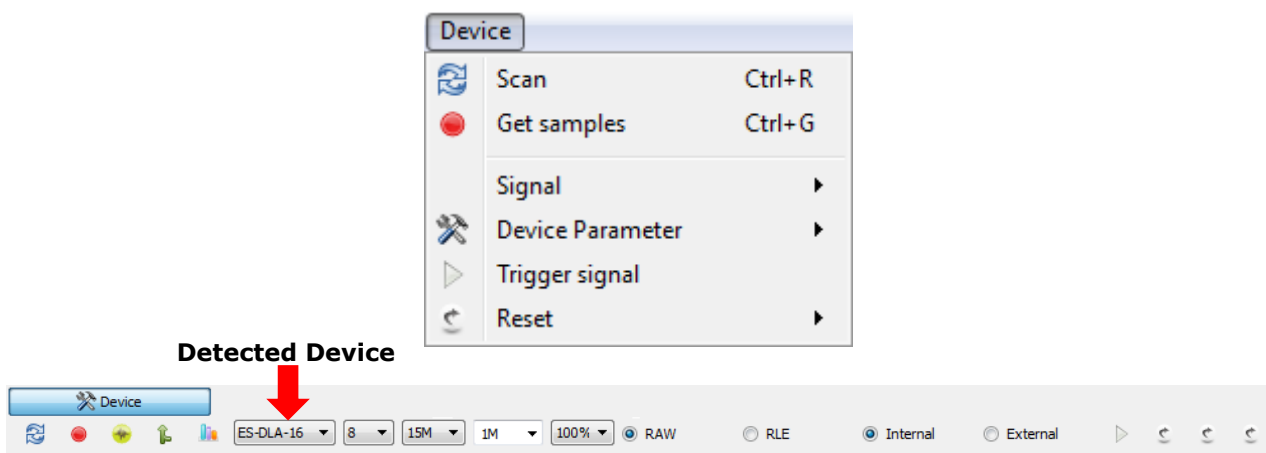 Device
Scan Ctrl+R
Get samples Ctrl+G
Signal
Device Parameter
Trigger signal
Reset
Detected Device
Device
ES-DLA-16 8 15M 1M 100% RAW RLE Internal External